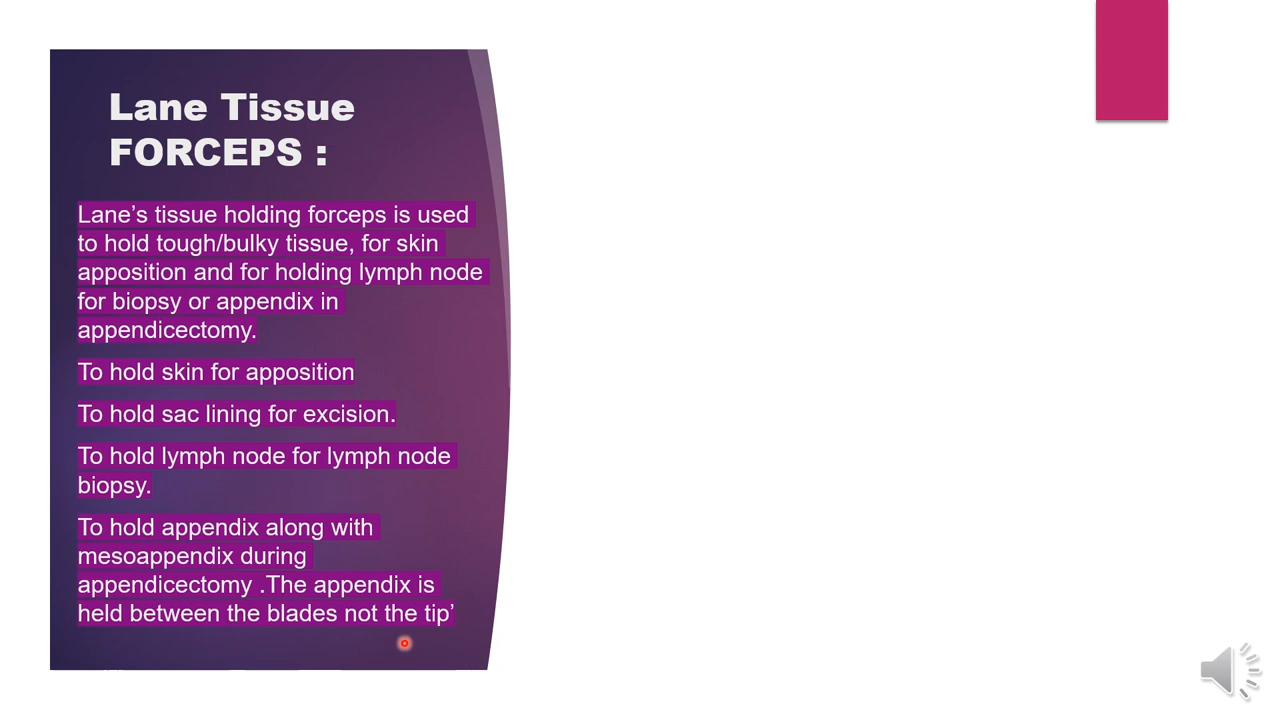 Lane Tissue
FORCEPS :
Lane’s tissue holding forceps is used
to hold tough/bulky tissue, for skin
apposition and for holding lymph node
for biopsy or appendix in
appendicectomy.
To hold skin for apposition
To hold sac lining for excision.
To hold lymph node for lymph node
biopsy.
To hold appendix along with
mesoappendix during
appendicectomy .The appendix is
held between the blades not the tip’